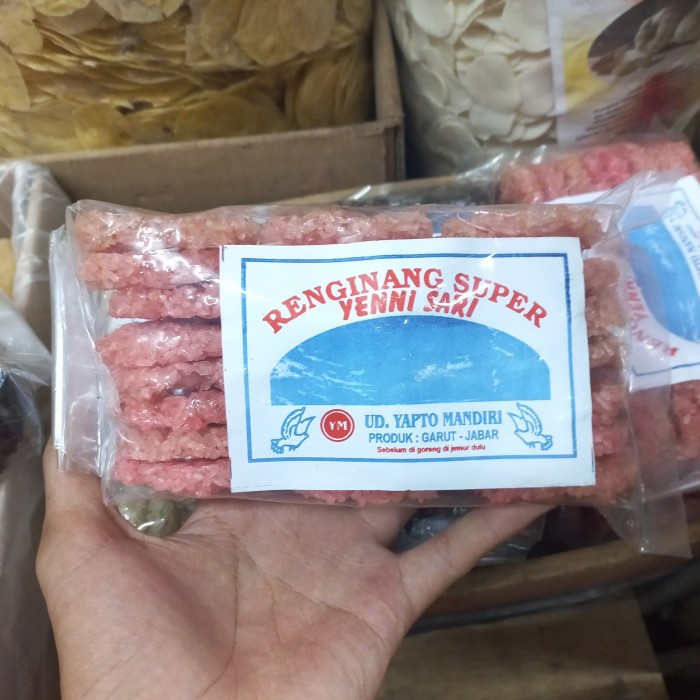 RENGINANG SUPER
YENNI SARI
YM
UD. YAPTO MANDIRI
PRODUK : GARUT - JABAR
Sebelum di goreng di jemur dulu